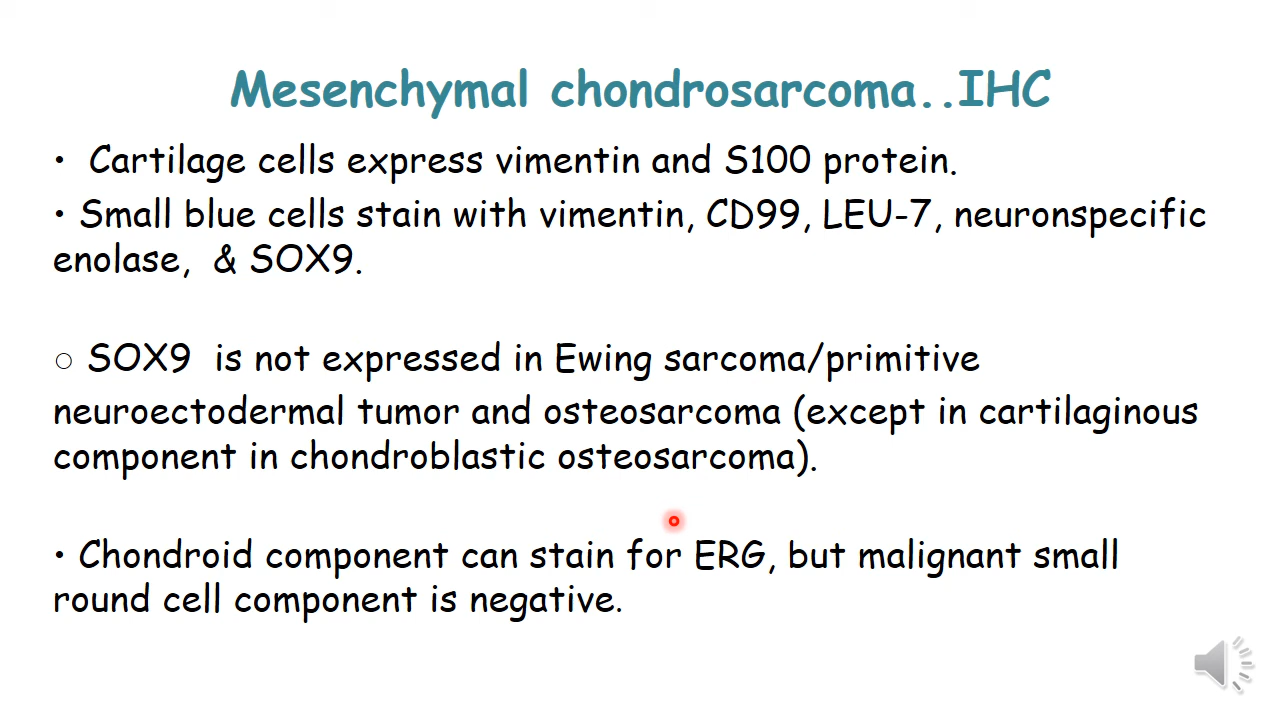 Mesenchymal chondrosarcoma..IHC
• Cartilage cells express vimentin and S100 protein.
• Small blue cells stain with vimentin, CD99, LEU-7, neuronspecific
enolase, & SOX9.
○ SOX9 is not expressed in Ewing sarcoma/primitive
neuroectodermal tumor and osteosarcoma (except in cartilaginous
component in chondroblastic osteosarcoma).
• Chondroid component can stain for ERG, but malignant small
round cell component is negative.